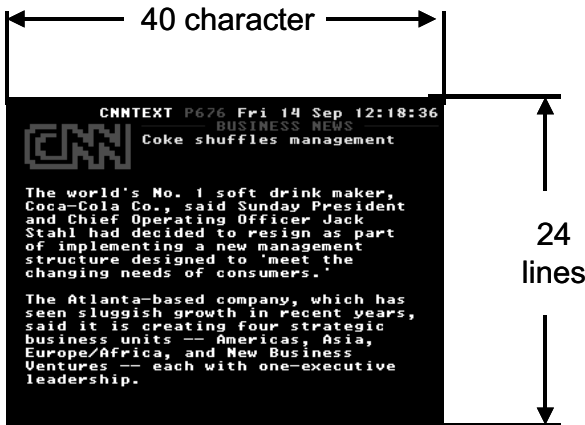 40 character
CNNTEXT P676 Fri 14 Sep 12:18:36
BUSINESS NEWS
CNN
Coke shuffles management
The world's No. 1 soft drink maker,
Coca-Cola Co., said Sunday President
and Chief Operating Officer Jack
Stahl had decided to resign as part
of implementing a new management
structure designed to 'meet the
changing needs of consumers.'
The Atlanta-based company, which has
seen sluggish growth in recent years,
said it is creating four strategic
business units -- Americas, Asia,
Europe/Africa, and New Business
Ventures -- each with one-executive
leadership.
24
lines